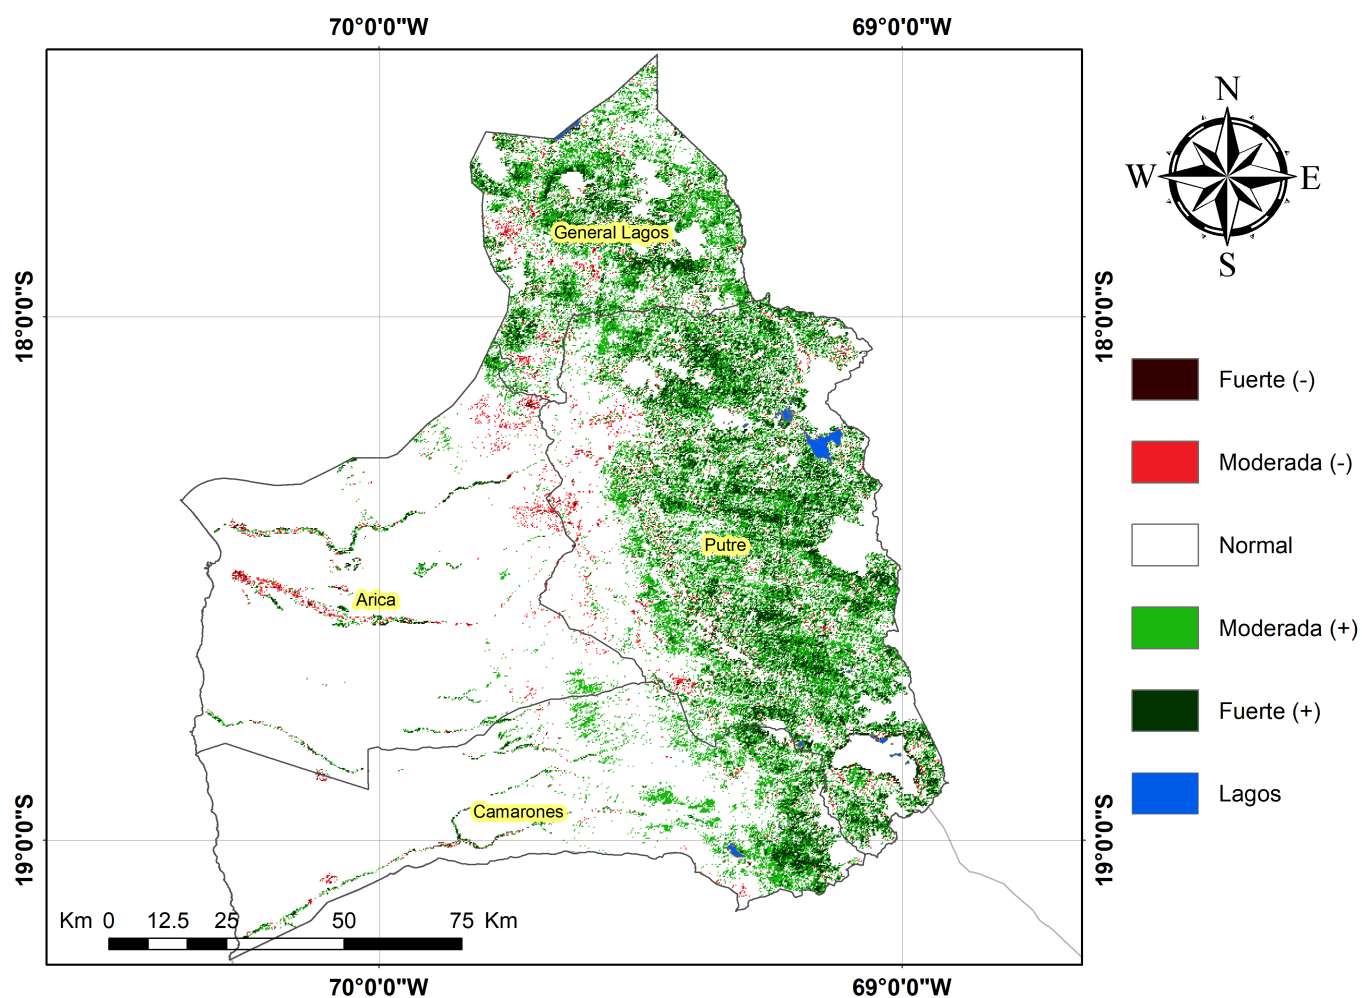 70°0'0"W 69°0'0"W
N
W E
S
18°0'0"S 18°0'0"S
General Lagos
Fuerte (-)
Moderada (-)
Normal
Putre
Arica
Moderada (+)
Fuerte (+)
Lagos
Camarones
19°0'0"S 19°0'0"S
Km 0 12.5 25 50 75 Km
70°0'0"W 69°0'0"W